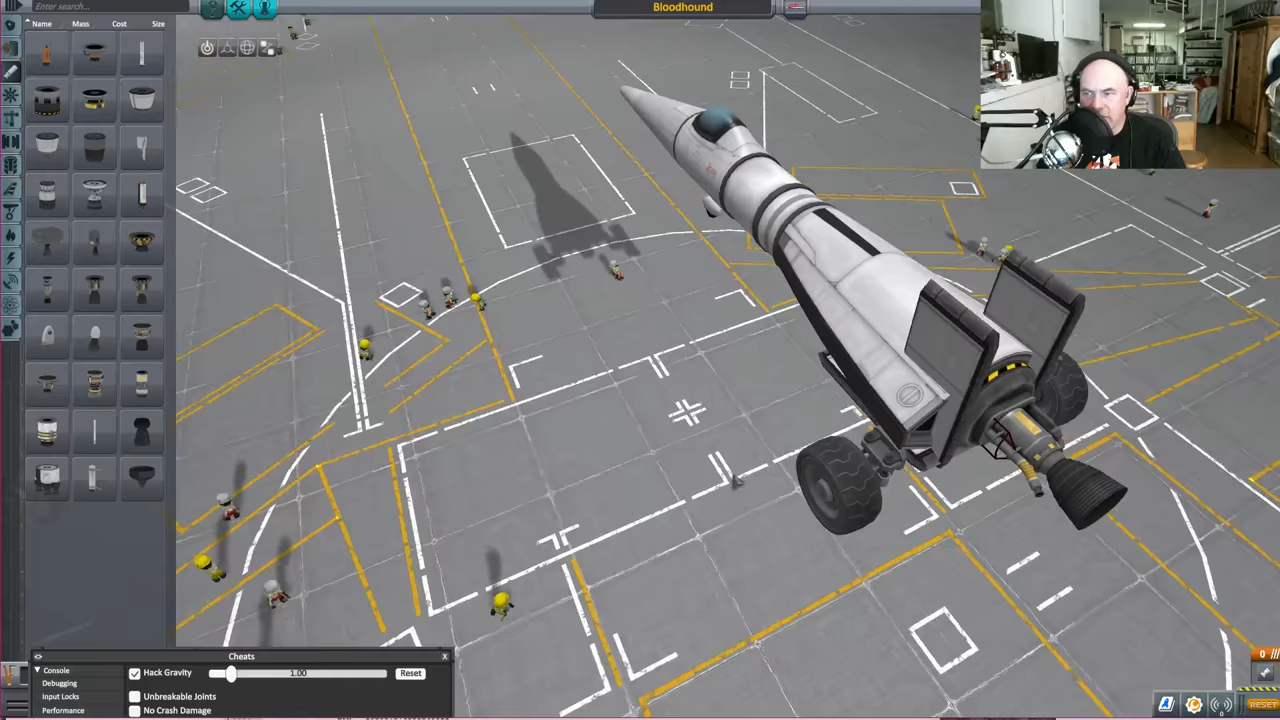 Enter search...
Bloodhound
Name Mass Cost Size
Cheats X
Console
Debugging
Input Locks
Performance
Hack Gravity 1.00 Reset
Unbreakable Joints
No Crash Damage
0
RESET